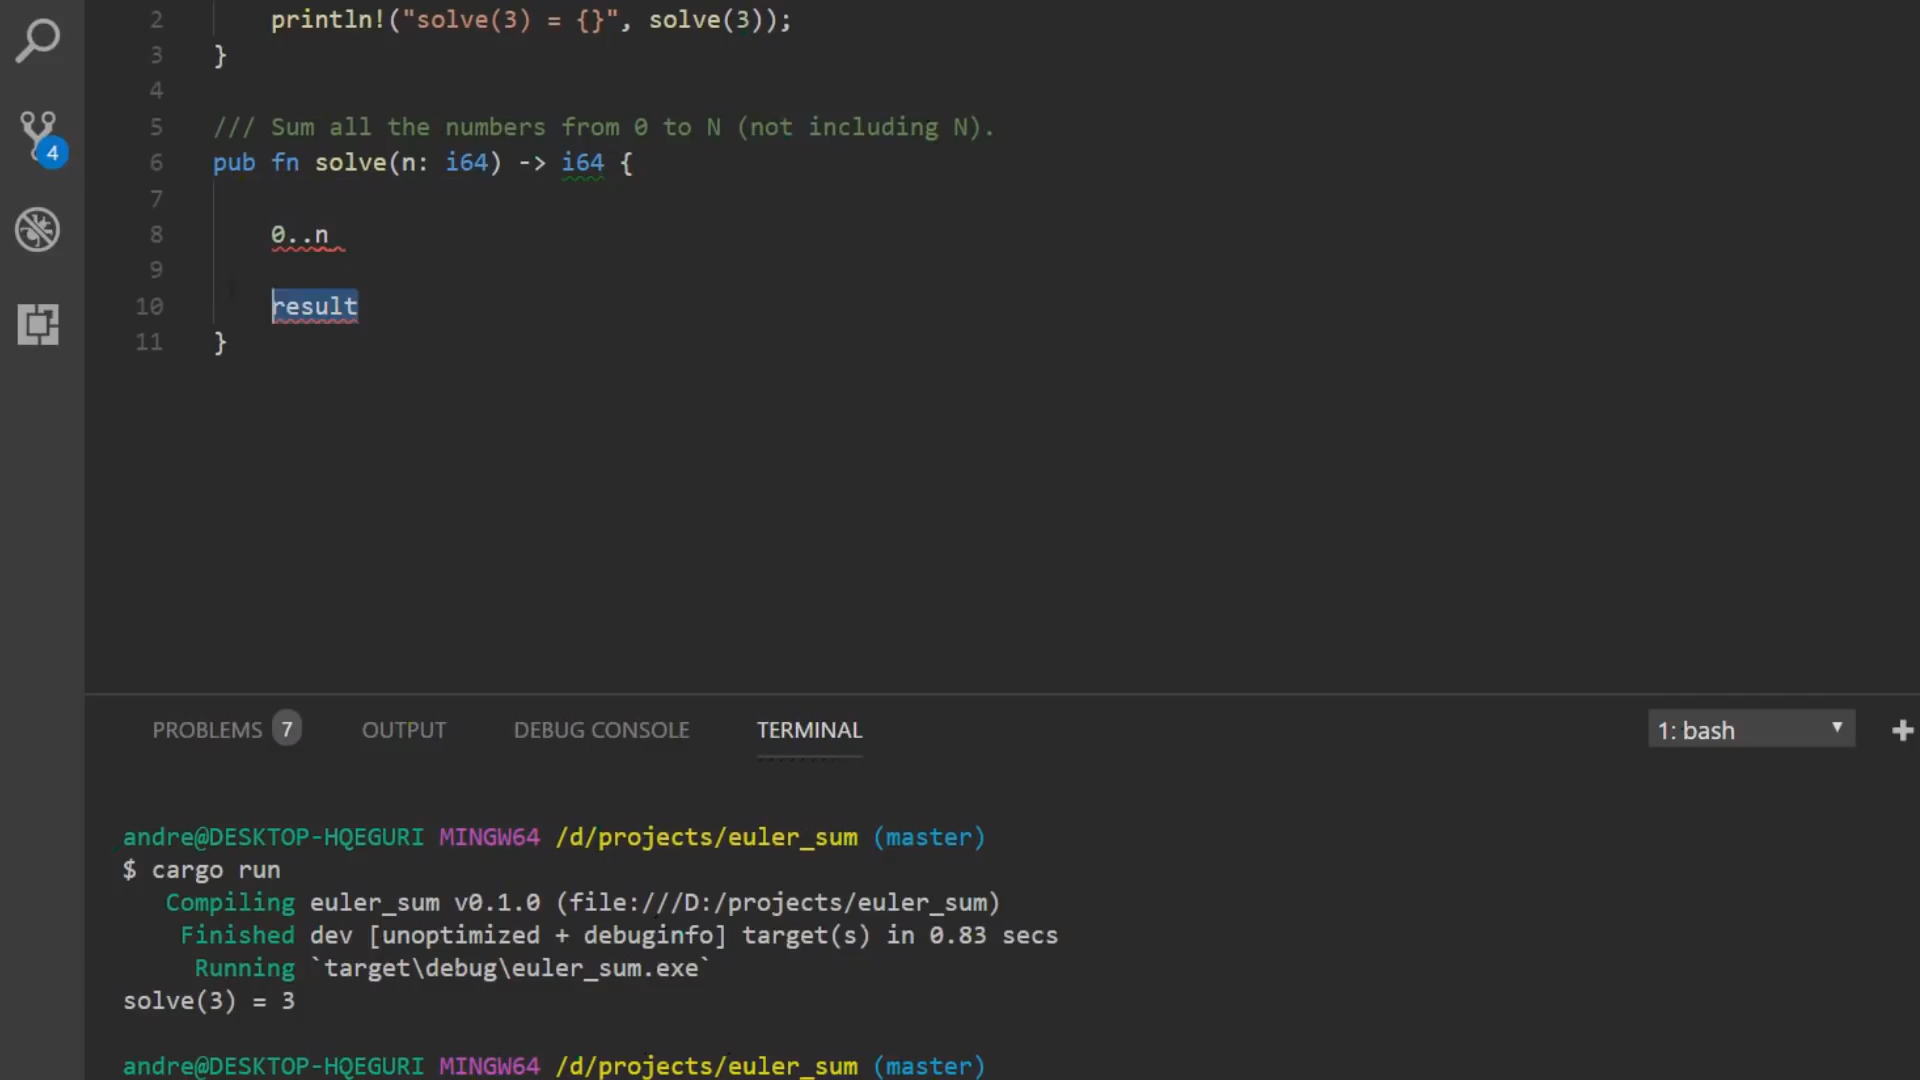 2 println!("solve(3) = {}", solve(3));
3 }
4
5 /// Sum all the numbers from 0 to N (not including N).
6 pub fn solve(n: i64) -> i64 {
7
8 0..n
9
10 result
11 }
4
PROBLEMS 7 OUTPUT DEBUG CONSOLE TERMINAL 1: bash
andre@DESKTOP-HQEGURI MINGW64 /d/projects/euler_sum (master)
$ cargo run
Compiling euler_sum v0.1.0 (file:///D:/projects/euler_sum)
Finished dev [unoptimized + debuginfo] target(s) in 0.83 secs
Running `target\debug\euler_sum.exe`
solve(3) = 3
andre@DESKTOP-HQEGURI MINGW64 /d/projects/euler_sum (master)